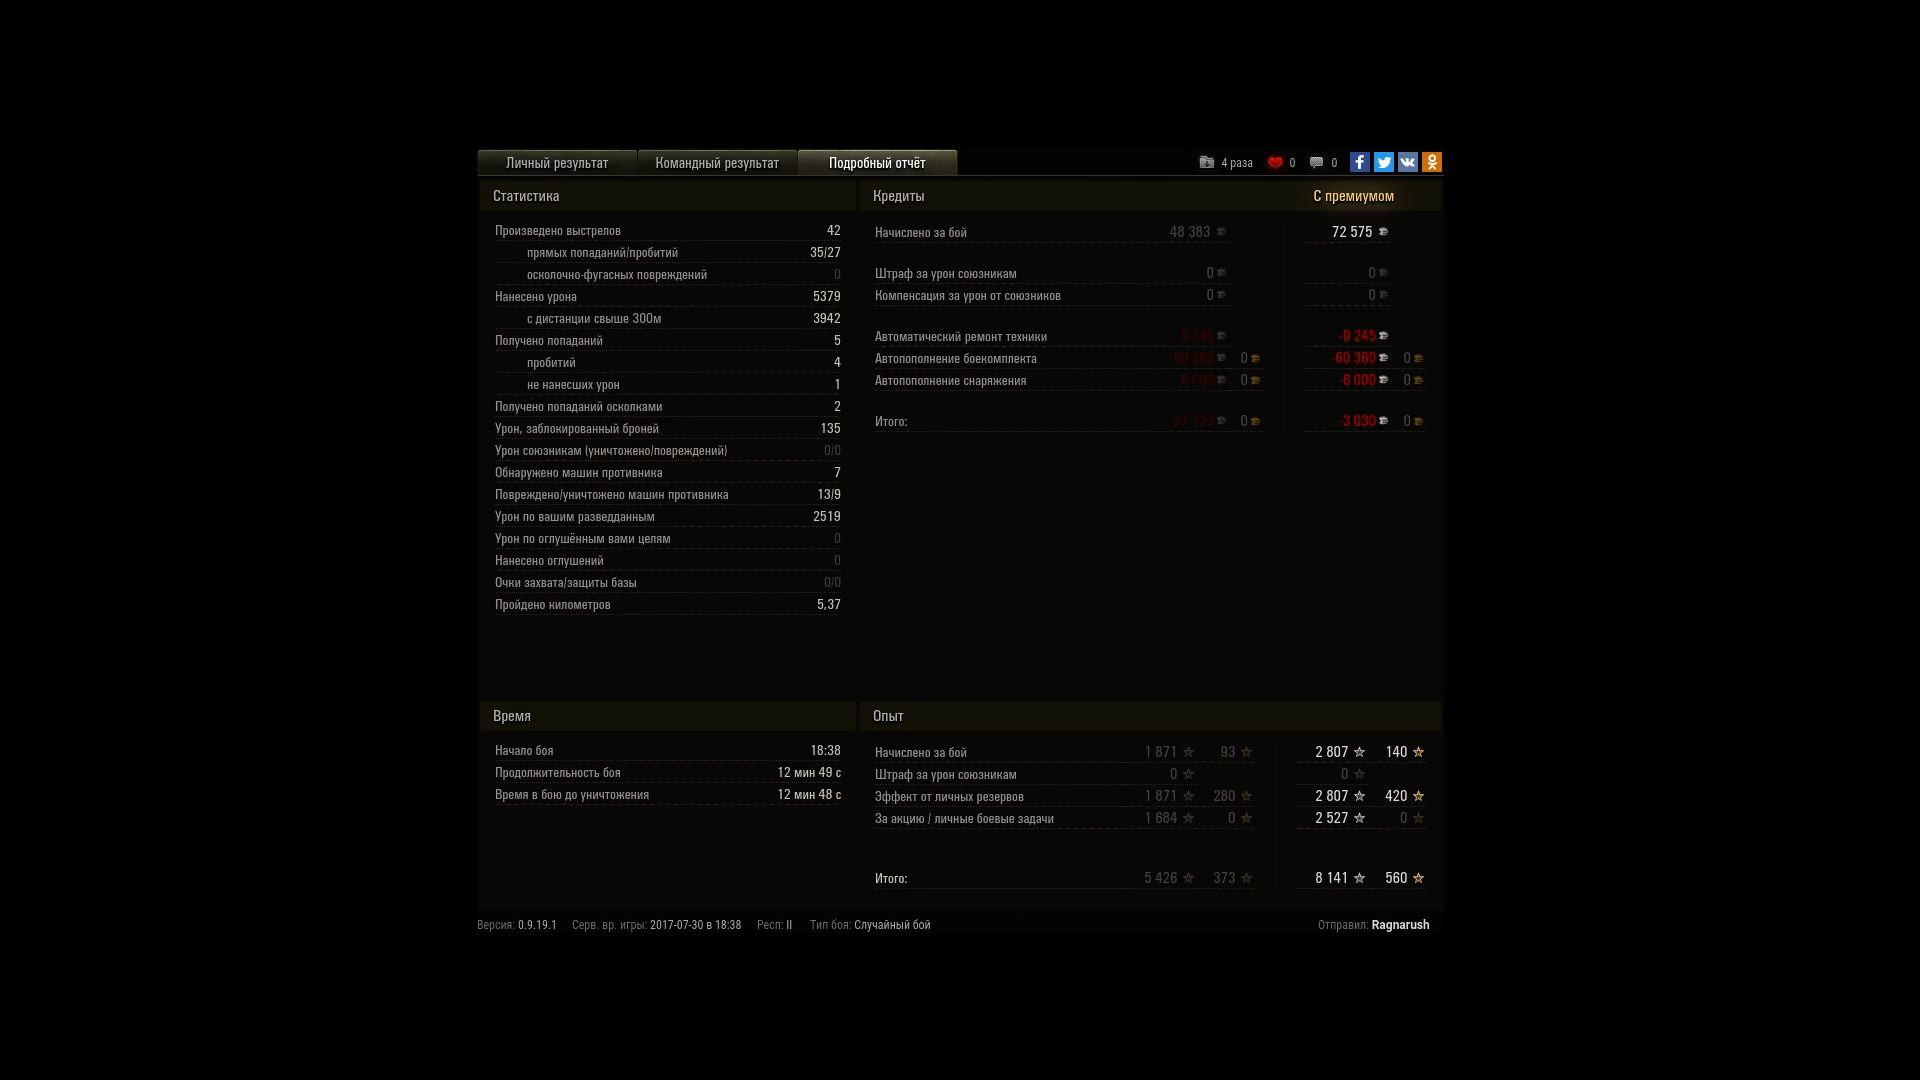 Личный результат Командный результат Подробный отчёт 4 раза 0 0
Статистика
Произведено выстрелов 42
прямых попаданий/пробитий 35/27
осколочно-фугасных повреждений 0
Нанесено урона 5379
с дистанции свыше 300м 3942
Получено попаданий 5
пробитий 4
не нанесших урон 1
Получено попаданий осколками 2
Урон, заблокированный броней 135
Урон союзникам (уничтожено/повреждений) 0/0
Обнаружено машин противника 7
Повреждено/уничтожено машин противника 13/9
Урон по вашим разведданным 2519
Урон по оглушённым вами целям 0
Нанесено оглушений 0
Очки захвата/защиты базы 0/0
Пройдено километров 5,37
Кредиты С премиумом
Начислено за бой 48 383 72 575
Штраф за урон союзникам 0 0
Компенсация за урон от союзников 0 0
Автоматический ремонт техники -9 245 -9 245
Автопополнение боекомплекта -60 360 0 -60 360 0
Автопополнение снаряжения -6 000 0 -6 000 0
Итого: -27 222 0 -3 030 0
Время
Начало боя 18:38
Продолжительность боя 12 мин 49 с
Время в бою до уничтожения 12 мин 48 с
Опыт
Начислено за бой 1 871 93 2 807 140
Штраф за урон союзникам 0 0
Эффект от личных резервов 1 871 280 2 807 420
За акцию / личные боевые задачи 1 684 0 2 527 0
Итого: 5 426 373 8 141 560
Версия: 0.9.19.1 Серв. вр. игры: 2017-07-30 в 18:38 Респ: II Тип боя: Случайный бой Отправил: Ragnarush